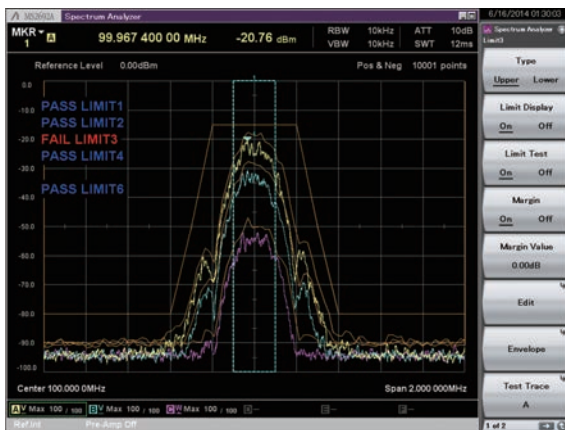 MS2692A Spectrum Analyzer
6/16/2014 01:30:03
MKR 1 A 99.967 400 00 MHz -20.76 dBm
RBW 10kHz ATT 10dB
VBW 10kHz SWT 12ms
Reference Level 0.00dBm Pos & Neg 10001 points
0.0
PASS LIMIT1
PASS LIMIT2
-20.0
FAIL LIMIT3
PASS LIMIT4
PASS LIMIT6
-40.0
-50.0
-60.0
-70.0
-80.0
-90.0
-100.0
Center 100.000 0MHz Span 2.000 000MHz
A V Max 100 / 100 B V Max 100 / 100 C W Max 100 / 100
Ref.Int Pre-Amp Off
Spectrum Analyzer
Limit3
Type
Upper Lower
Limit Display
On Off
Limit Test
On Off
Margin
On Off
Margin Value
0.00dB
Edit
Envelope
Test Trace
A
1 of 2